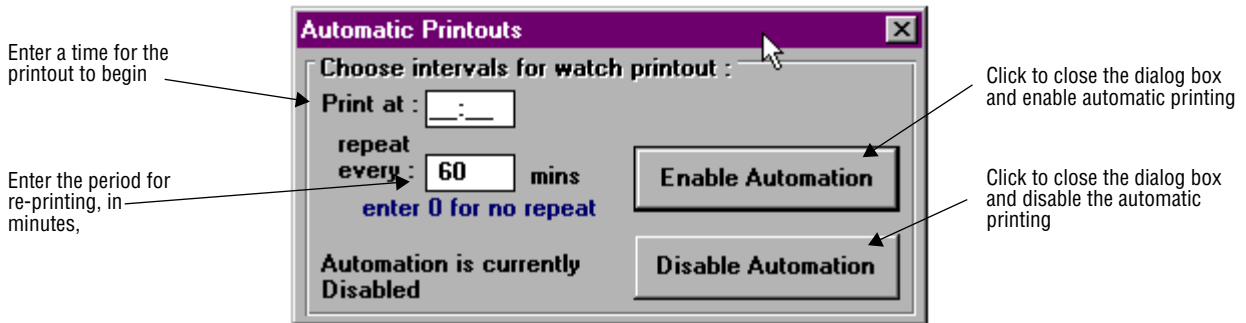 Automatic Printouts
Enter a time for the
printout to begin
Choose intervals for watch printout :
Print at : __:__
repeat
every : 60 mins
enter 0 for no repeat
Enter the period for
re-printing, in
minutes,
Automation is currently
Disabled
Enable Automation
Disable Automation
Click to close the dialog box
and enable automatic printing
Click to close the dialog box
and disable the automatic
printing